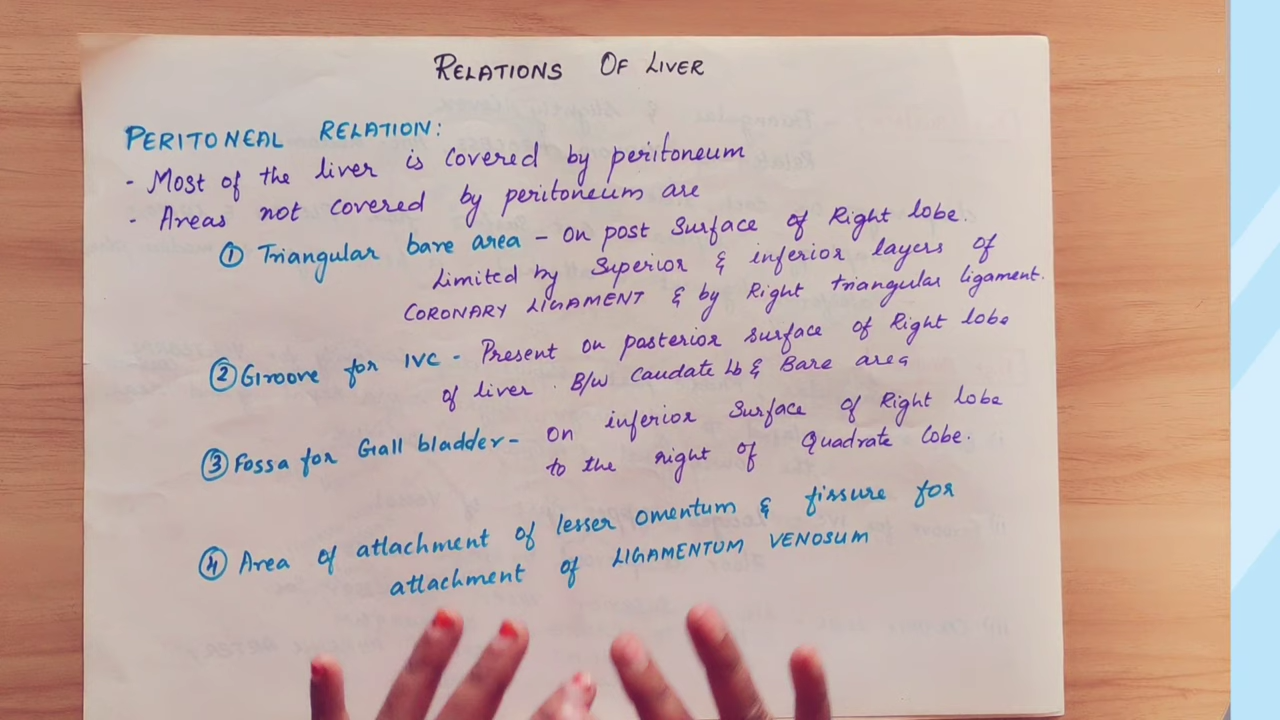 RELATIONS OF LIVER
PERITONEAL RELATION:
- Most of the liver is covered by peritoneum
- Areas not covered by peritoneum are
① Triangular bare area - on post surface of Right lobe.
Limited by Superior & inferior layers of
CORONARY LIGAMENT & by Right triangular ligament.
② Groove for IVC - Present on posterior surface of Right lobe
of liver. B/W Caudate lb & Bare area
③ Fossa for Gall bladder - On inferior surface of Right lobe
to the right of Quadrate lobe.
④ Area of attachment of lesser omentum & fissure for
attachment of LIGAMENTUM VENOSUM